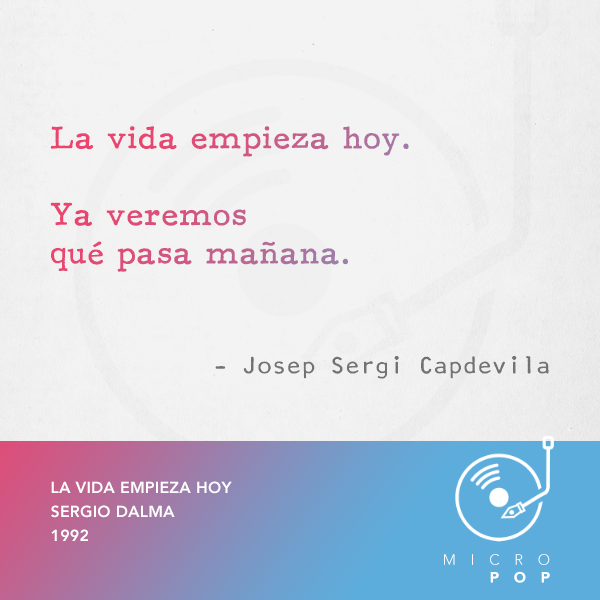 La vida empieza hoy.
Ya veremos
qué pasa mañana.
– Josep Sergi Capdevila
LA VIDA EMPIEZA HOY
SERGIO DALMA
1992
MICRO
POP